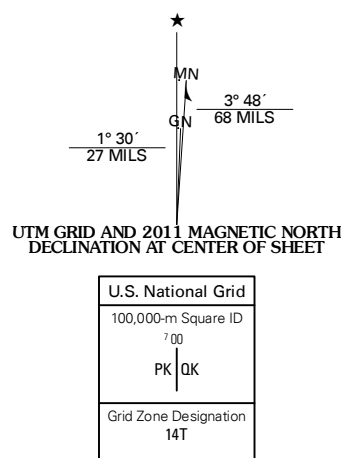 ★
MN
3° 48´
68 MILS
GN
1° 30´
27 MILS
UTM GRID AND 2011 MAGNETIC NORTH
DECLINATION AT CENTER OF SHEET
U.S. National Grid
100,000-m Square ID
⁷00
PK QK
Grid Zone Designation
14T